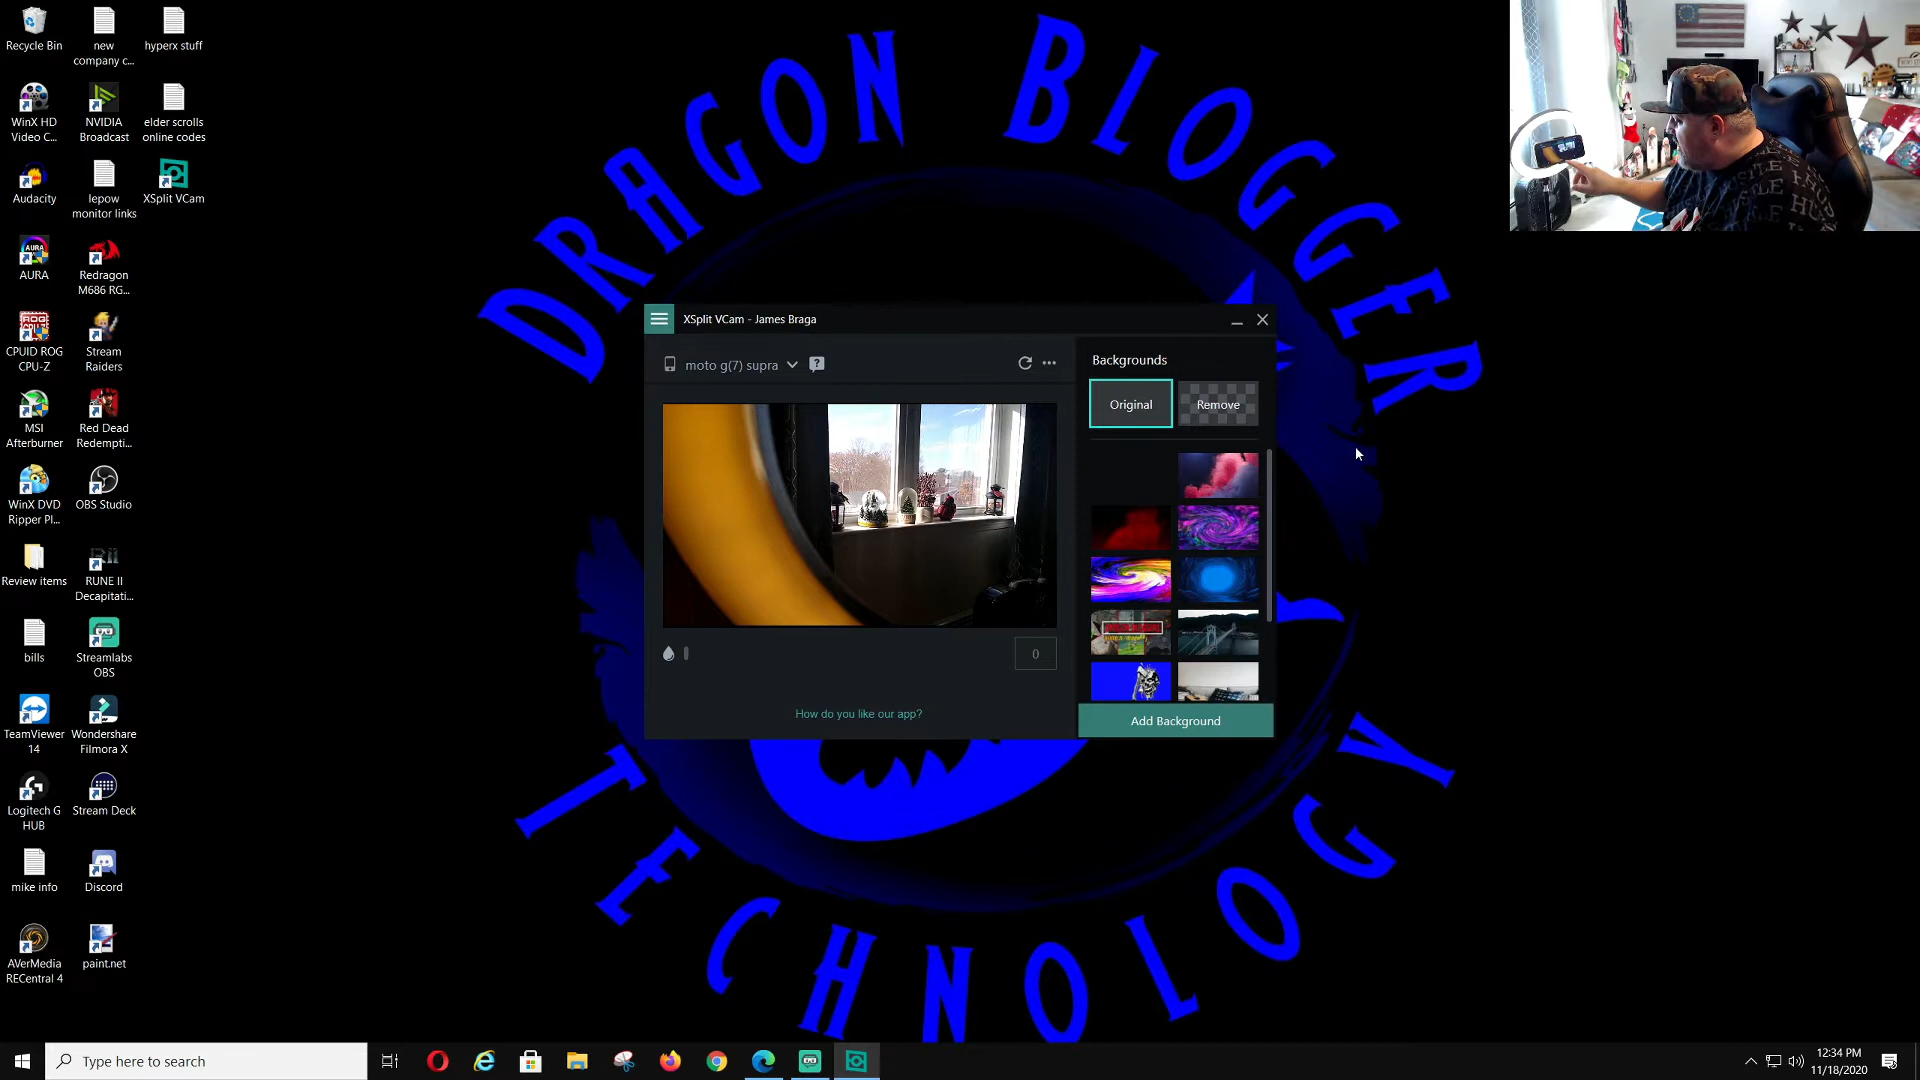 Recycle Bin
new
company c...
hyperx stuff
WinX HD
Video C...
NVIDIA
Broadcast
elder scrolls
online codes
Audacity
lepow
monitor links
XSplit VCam
AURA
Redragon
M686 RG...
CPUID ROG
CPU-Z
Stream
Raiders
MSI
Afterburner
Red Dead
Redempti...
WinX DVD
Ripper Pl...
OBS Studio
Review items
RUNE II
Decapitati...
bills
Streamlabs
OBS
TeamViewer
14
Wondershare
Filmora X
Logitech G
HUB
Stream Deck
mike info
Discord
AVerMedia
RECentral 4
paint.net
DRAGON BLOGGER
TECHNOLOGY
XSplit VCam - James Braga
moto g(7) supra
Backgrounds
Original
Remove
0
How do you like our app?
Add Background
Type here to search
12:34 PM
11/18/2020